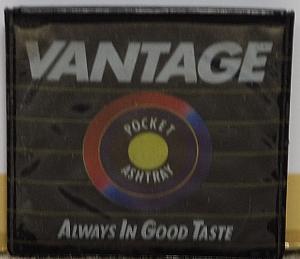 VANTAGE
POCKET
ASHTRAY
ALWAYS IN GOOD TASTE